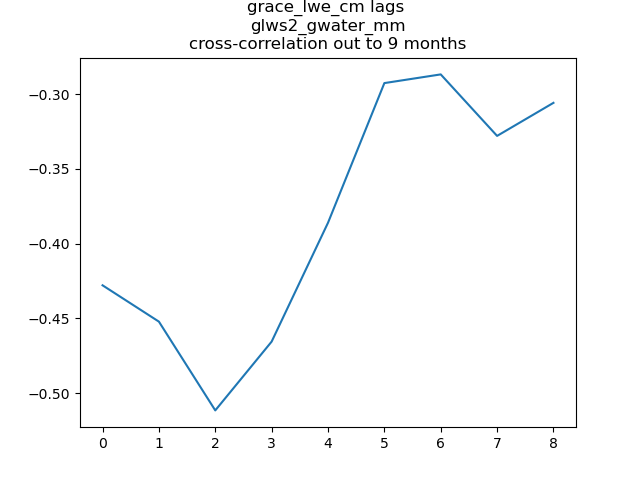 grace_lwe_cm lags
glws2_gwater_mm
cross-correlation out to 9 months
−0.30
−0.35
−0.40
−0.45
−0.50
0 1 2 3 4 5 6 7 8